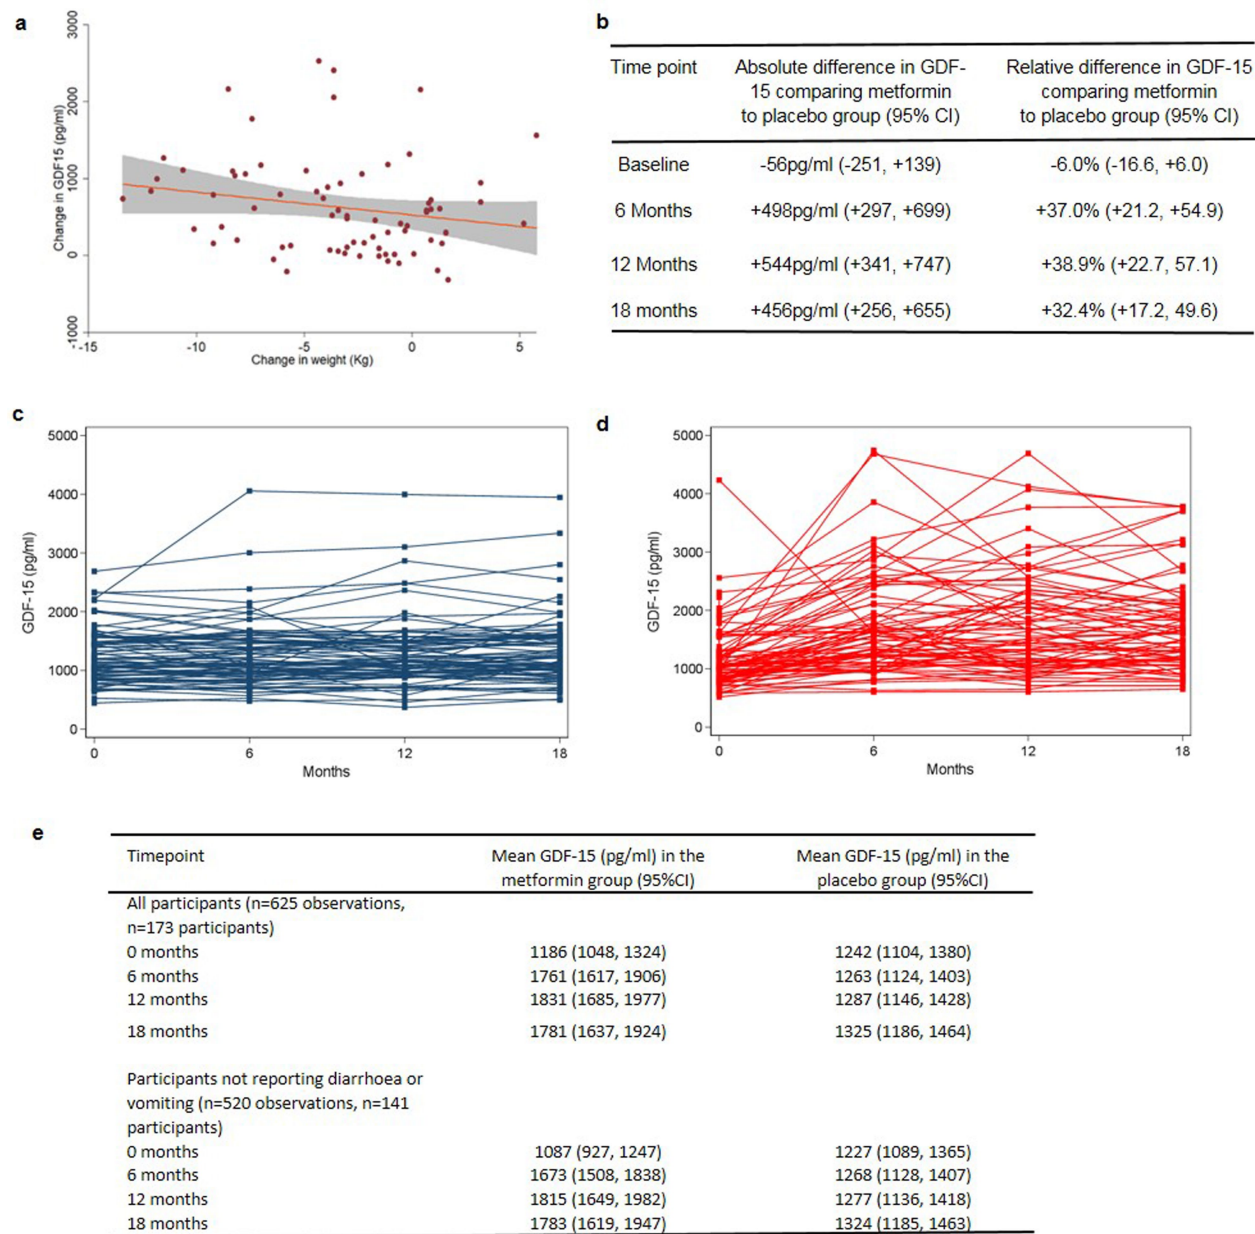 a
3000
2000
1000
0
-1000
Change in GDF15 (pg/ml)
-15
-10
-5
0
5
Change in weight (Kg)
b
Time point
Absolute difference in GDF-
15 comparing metformin
to placebo group (95% CI)
Relative difference in GDF-15
comparing metformin
to placebo group (95% CI)
Baseline -56pg/ml (-251, +139) -6.0% (-16.6, +6.0)
6 Months +498pg/ml (+297, +699) +37.0% (+21.2, +54.9)
12 Months +544pg/ml (+341, +747) +38.9% (+22.7, 57.1)
18 months +456pg/ml (+256, +655) +32.4% (+17.2, 49.6)
c
5000
4000
3000
2000
1000
0
GDF-15 (pg/ml)
0 6 12 18
Months
d
5000
4000
3000
2000
1000
0
GDF-15 (pg/ml)
0 6 12 18
Months
e
Timepoint
Mean GDF-15 (pg/ml) in the
metformin group (95%CI)
Mean GDF-15 (pg/ml) in the
placebo group (95%CI)
All participants (n=625 observations,
n=173 participants)
0 months 1186 (1048, 1324) 1242 (1104, 1380)
6 months 1761 (1617, 1906) 1263 (1124, 1403)
12 months 1831 (1685, 1977) 1287 (1146, 1428)
18 months 1781 (1637, 1924) 1325 (1186, 1464)
Participants not reporting diarrhoea or
vomiting (n=520 observations, n=141
participants)
0 months 1087 (927, 1247) 1227 (1089, 1365)
6 months 1673 (1508, 1838) 1268 (1128, 1407)
12 months 1815 (1649, 1982) 1277 (1136, 1418)
18 months 1783 (1619, 1947) 1324 (1185, 1463)